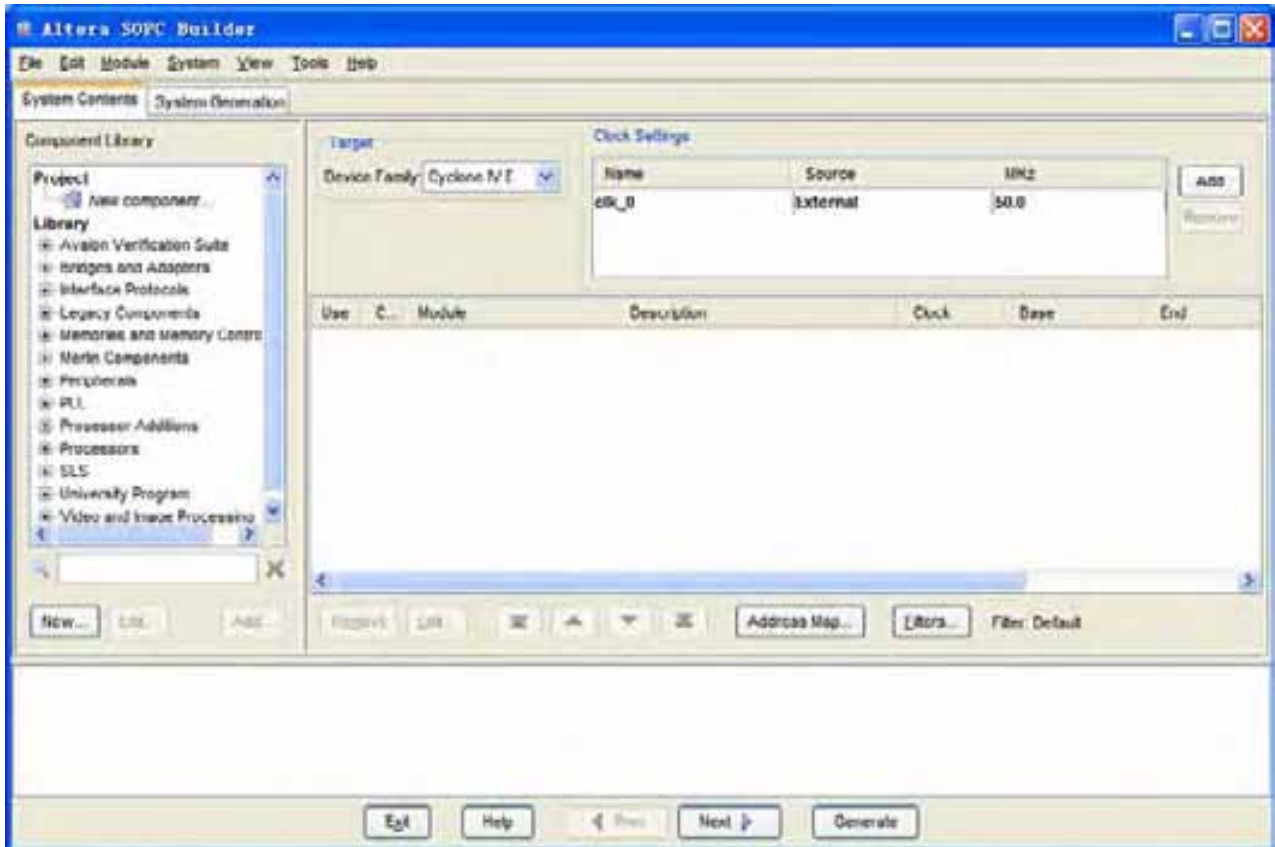 Altera SOPC Builder
File Edit Module System View Tools Help
System Contents System Generation
Component Library
Project
New component...
Library
Avalon Verification Suite
Bridges and Adapters
Interface Protocols
Legacy Components
Memories and Memory Contro
Merlin Components
Peripherals
PLL
Processor Additions
Processors
SLS
University Program
Video and Image Processing
New... Edit... Add...
Target
Device Family: Cyclone IV E
Clock Settings
Name Source MHz
clk_0 External 50.0
Add
Remove
Use C... Module Description Clock Base End
Remove Edit... Address Map... Filters... Filter: Default
Exit Help Prev Next Generate